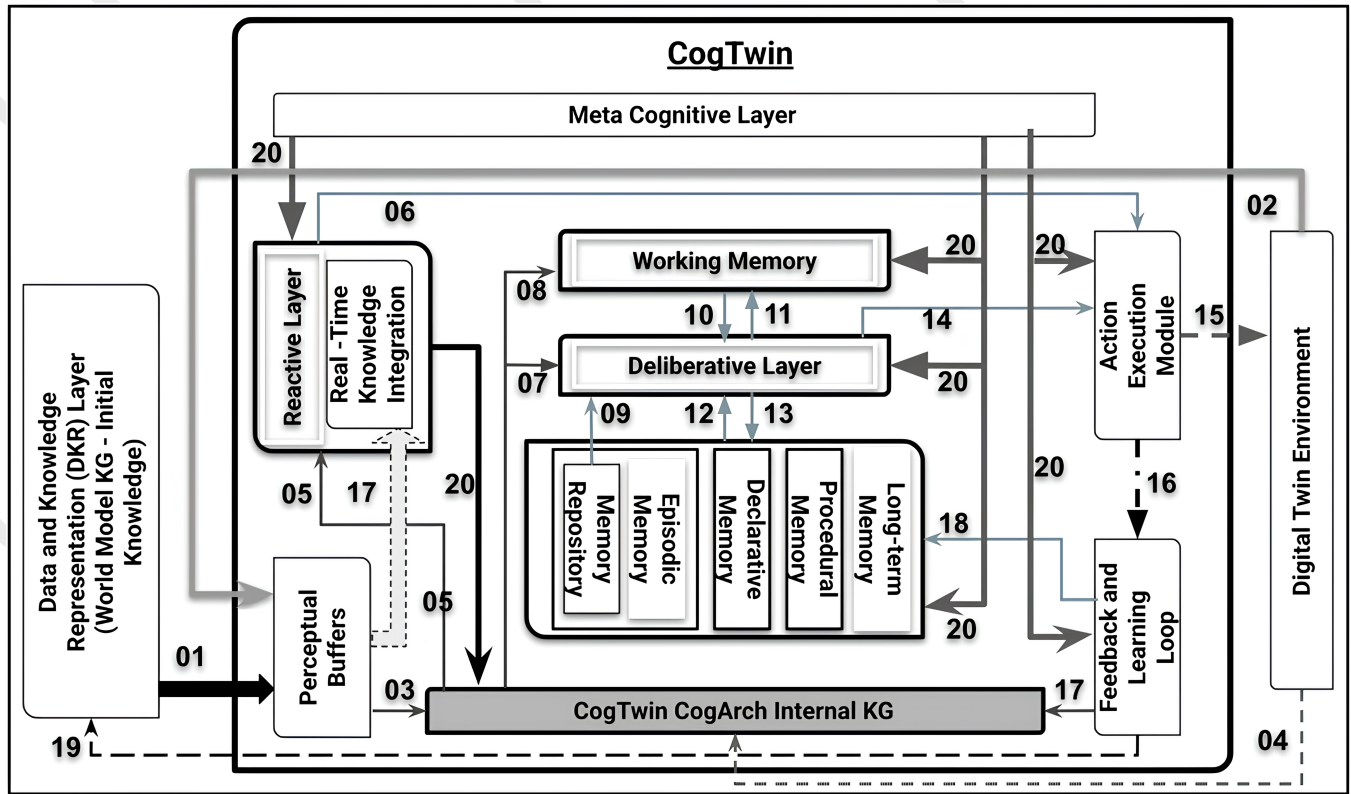 CogTwin
Meta Cognitive Layer
20
02
06
Reactive Layer
Real -Time
Knowledge
Integration
Working Memory
20
20
08
10
11
14
15
Action
Execution
Module
Deliberative Layer
07
20
09
12
13
Data and Knowledge
Representation (DKR) Layer
(World Model KG - Initial
Knowledge)
Digital Twin Environment
05
17
20
20
16
Memory
Repository
Episodic
Memory
Declarative
Memory
Procedural
Memory
Long-term
Memory
18
20
05
Perceptual
Buffers
Feedback and
Learning
Loop
01
03
17
CogTwin CogArch Internal KG
19
04